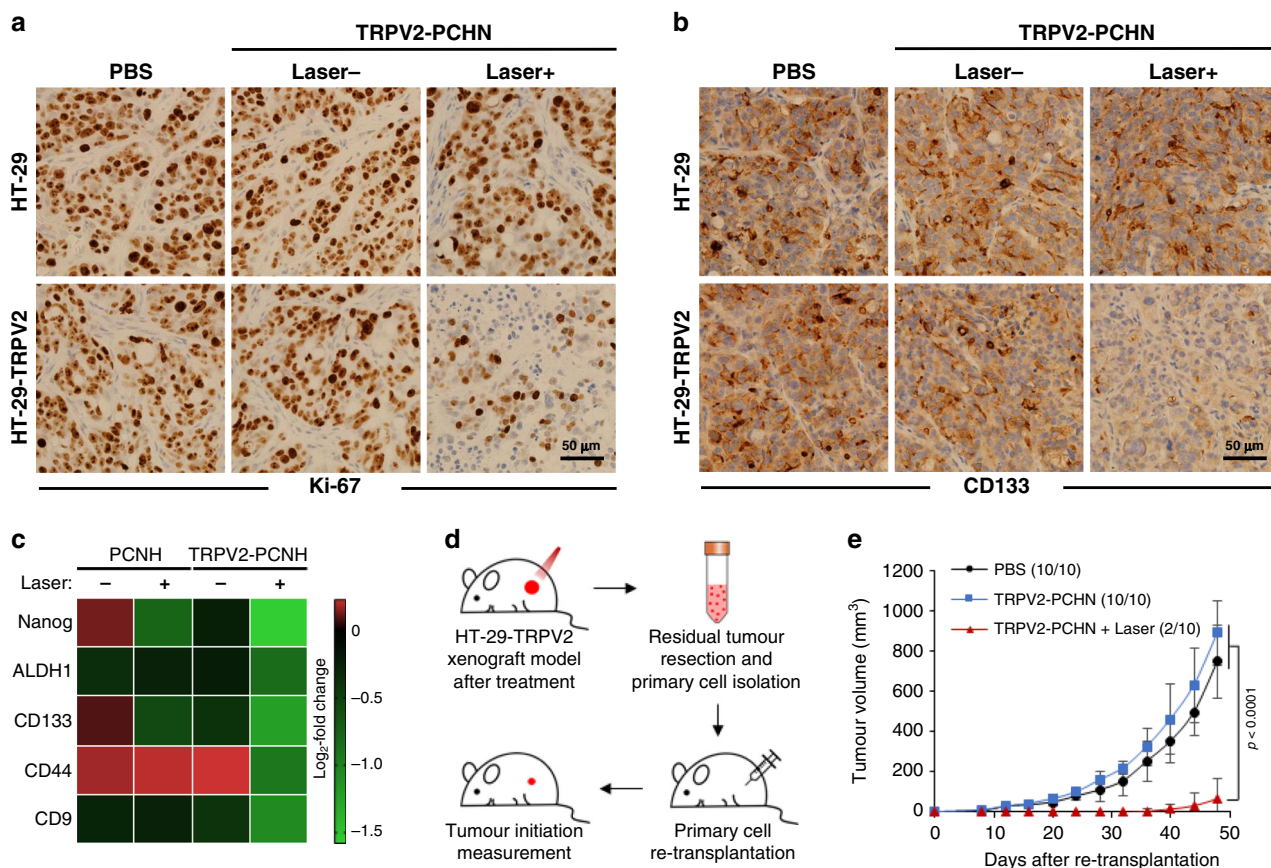 a
TRPV2-PCHN
PBS
Laser–
Laser+
HT-29
HT-29-TRPV2
50 μm
Ki-67
b
TRPV2-PCHN
PBS
Laser–
Laser+
HT-29
HT-29-TRPV2
50 μm
CD133
c
PCNH
TRPV2-PCNH
Laser:
–
+
–
+
Nanog
ALDH1
CD133
CD44
CD9
0
–0.5
–1.0
–1.5
Log2-fold change
d
HT-29-TRPV2
xenograft model
after treatment
Residual tumour
resection and
primary cell isolation
Tumour initiation
measurement
Primary cell
re-transplantation
e
1200
1000
800
600
400
200
0
Tumour volume (mm³)
PBS (10/10)
TRPV2-PCHN (10/10)
TRPV2-PCHN + Laser (2/10)
p < 0.0001
0
10
20
30
40
50
Days after re-transplantation